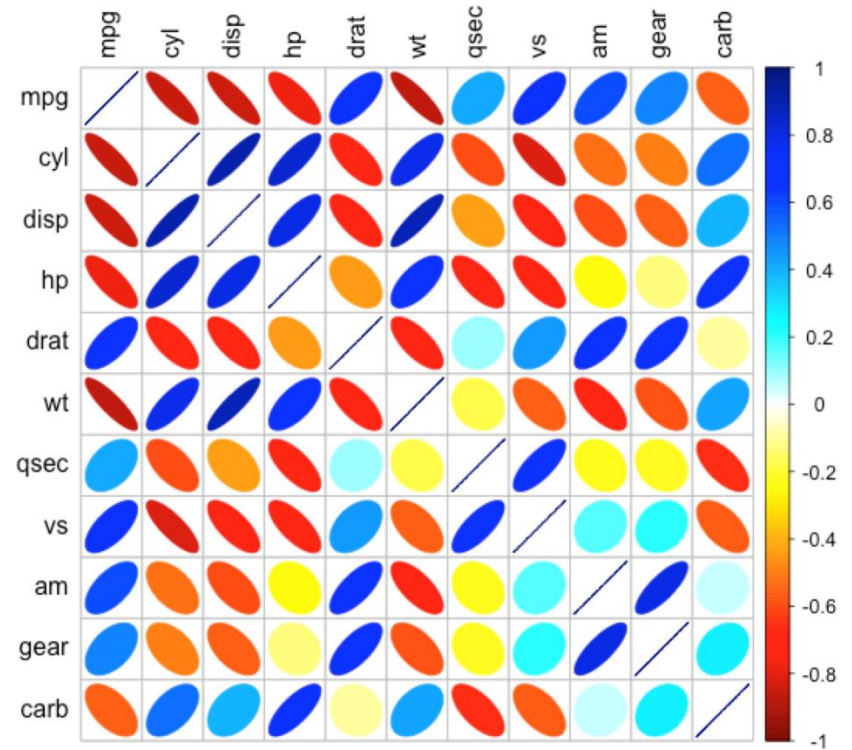 mpg cyl disp hp drat wt qsec vs am gear carb
mpg
cyl
disp
hp
drat
wt
qsec
vs
am
gear
carb
1
0.8
0.6
0.4
0.2
0
-0.2
-0.4
-0.6
-0.8
-1